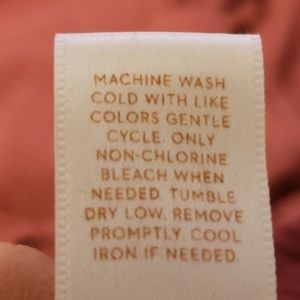 MACHINE WASH
COLD WITH LIKE
COLORS GENTLE
CYCLE. ONLY
NON-CHLORINE
BLEACH WHEN
NEEDED. TUMBLE
DRY LOW. REMOVE
PROMPTLY. COOL
IRON IF NEEDED.